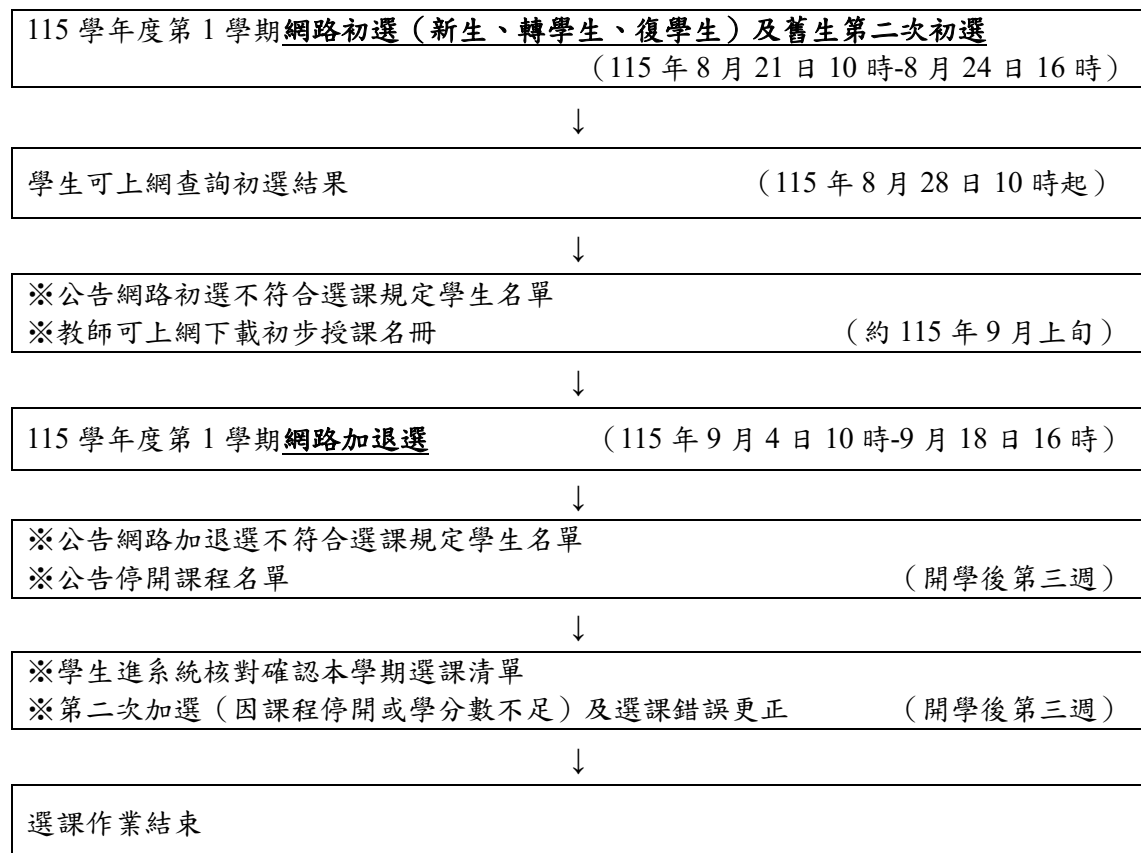 115 學年度第 1 學期網路初選（新生、轉學生、復學生）及舊生第二次初選
（115 年 8 月 21 日 10 時-8 月 24 日 16 時）
↓
學生可上網查詢初選結果 （115 年 8 月 28 日 10 時起）
↓
※公告網路初選不符合選課規定學生名單
※教師可上網下載初步授課名冊 （約 115 年 9 月上旬）
↓
115 學年度第 1 學期網路加退選 （115 年 9 月 4 日 10 時-9 月 18 日 16 時）
↓
※公告網路加退選不符合選課規定學生名單
※公告停開課程名單 （開學後第三週）
↓
※學生進系統核對確認本學期選課清單
※第二次加選（因課程停開或學分數不足）及選課錯誤更正 （開學後第三週）
↓
選課作業結束